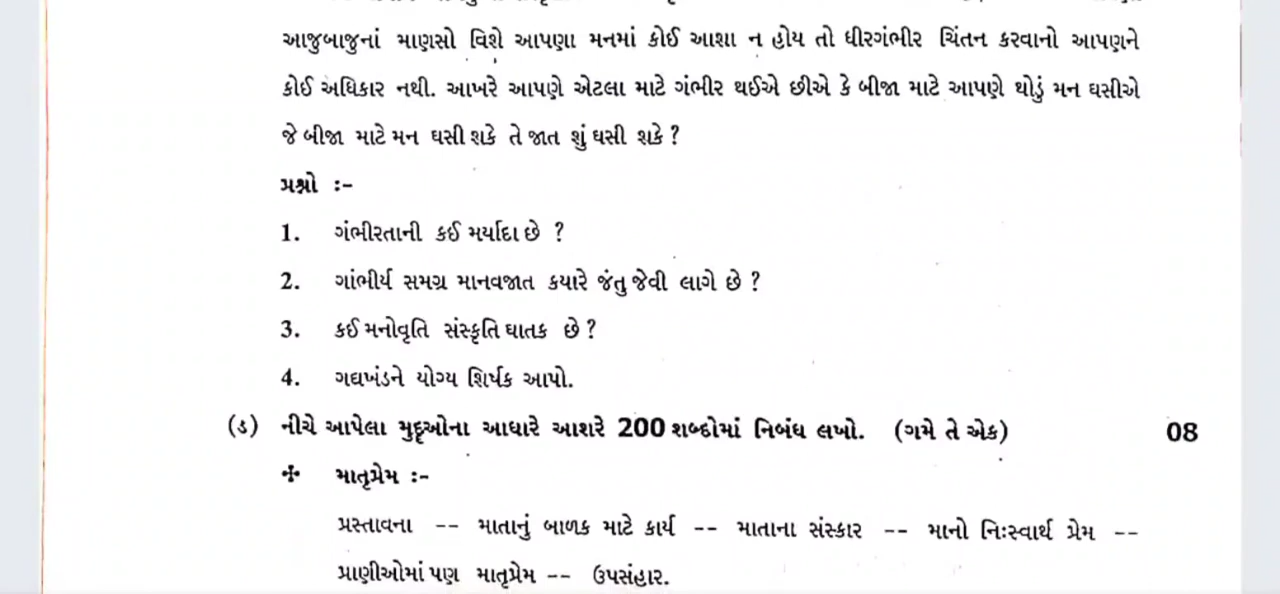 આજુબાજુનાં માણસો વિશે આપણા મનમાં કોઈ આશા ન હોય તો ધીરગંભીર ચિંતન કરવાનો આપણને
કોઈ અધિકાર નથી. આખરે આપણે એટલા માટે ગંભીર થઈએ છીએ કે બીજા માટે આપણે થોડું મન ઘસીએ
જે બીજા માટે મન ઘસી શકે તે જાત શું ઘસી શકે ?
પ્રશ્નો :-
1. ગંભીરતાની કઈ મર્યાદા છે ?
2. ગાંભીર્ય સમગ્ર માનવજાત કયારે જંતુ જેવી લાગે છે ?
3. કઈ મનોવૃતિ સંસ્કૃતિ ઘાતક છે ?
4. ગદ્યખંડને યોગ્ય શિર્ષક આપો.
(ડ) નીચે આપેલા મુદ્દઓના આધારે આશરે 200 શબ્દોમાં નિબંધ લખો. (ગમે તે એક) 08
માતૃપ્રેમ :-
પ્રસ્તાવના -- માતાનું બાળક માટે કાર્ય -- માતાના સંસ્કાર -- માનો નિઃસ્વાર્થ પ્રેમ --
પ્રાણીઓમાં પણ માતૃપ્રેમ -- ઉપસંહાર.